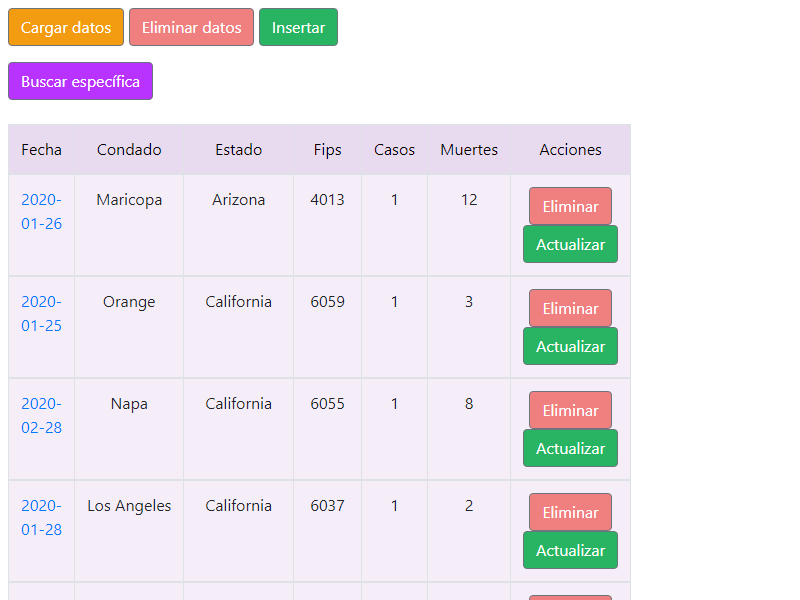 Cargar datos Eliminar datos Insertar
Buscar específica
Fecha Condado Estado Fips Casos Muertes Acciones
2020-01-26 Maricopa Arizona 4013 1 12 Eliminar
Actualizar
2020-01-25 Orange California 6059 1 3 Eliminar
Actualizar
2020-02-28 Napa California 6055 1 8 Eliminar
Actualizar
2020-01-28 Los Angeles California 6037 1 2 Eliminar
Actualizar